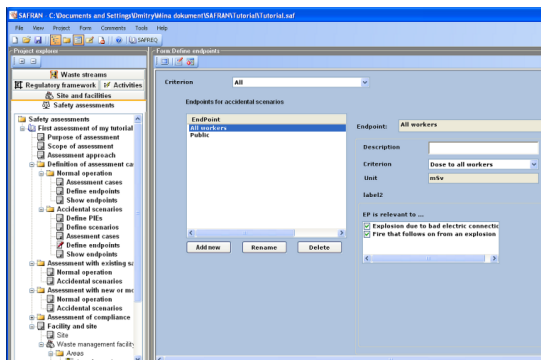 SAFRAN - C:\Documents and Settings\Dmitry\Mina dokument\SAFRAN\Tutorial\Tutorial.saf
File View Project Form Comments Tools Help
SAFREQ
Project explorer
Form Define endpoints
Waste streams
Regulatory framework Activities
Site and facilities
Safety assessments
Safety assessments
First assessment of my tutorial
Purpose of assessment
Scope of assessment
Assessment approach
Definition of assessment ca
Normal operation
Assessment cases
Define endpoints
Show endpoints
Accidental scenarios
Define PIEs
Define scenarios
Assesment cases
Define endpoints
Show endpoints
Assessment with existing sa
Normal operation
Accidental scenarios
Assessment with new or mo
Normal operation
Accidental scenarios
Assessment of compliance
Facility and site
Site
Waste management facility
Areas
Criterion All
Endpoints for accidental scenarios
EndPoint
All workers
Public
Add new Rename Delete
Endpoint: All workers
Description
Criterion Dose to all workers
Unit mSv
label2
EP is relevant to ...
Explosion due to bad electric connectic
Fire that follows on from an explosion